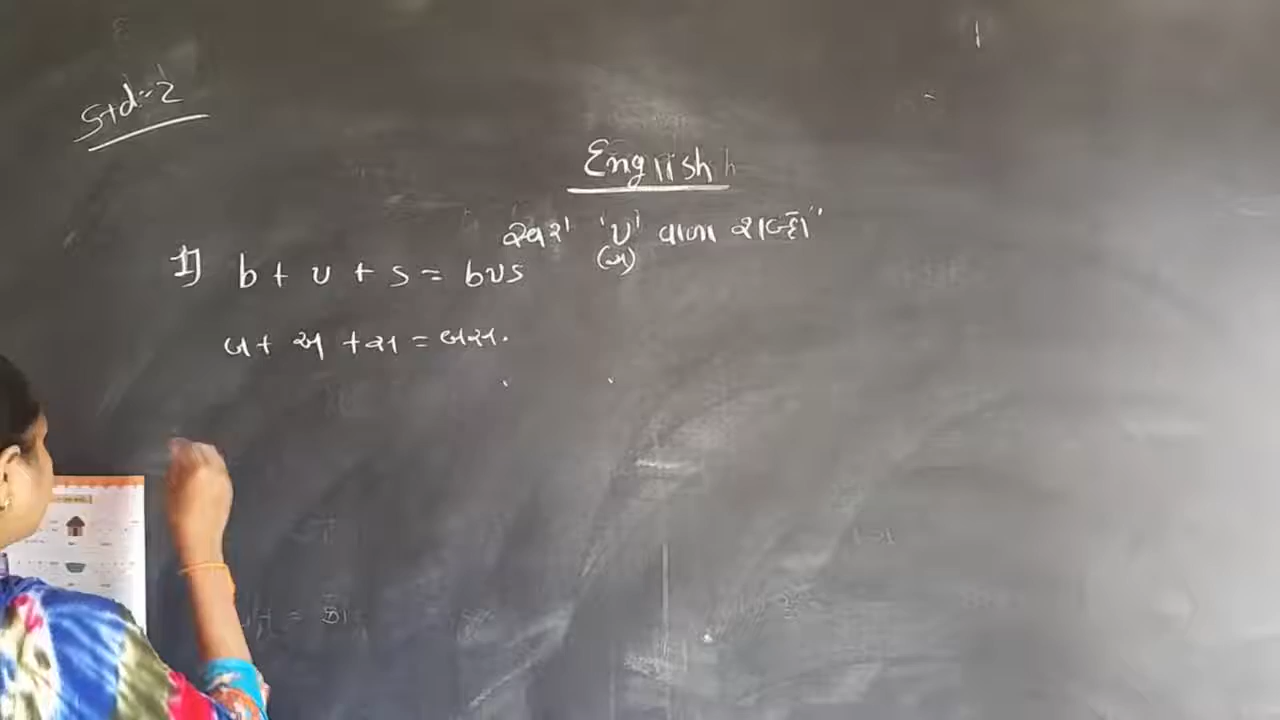 Std:-2
English
સ્વર 'u' વાળા શબ્દો"
(અ)
1) b + u + s = bus
બ + અ + સ = બસ.